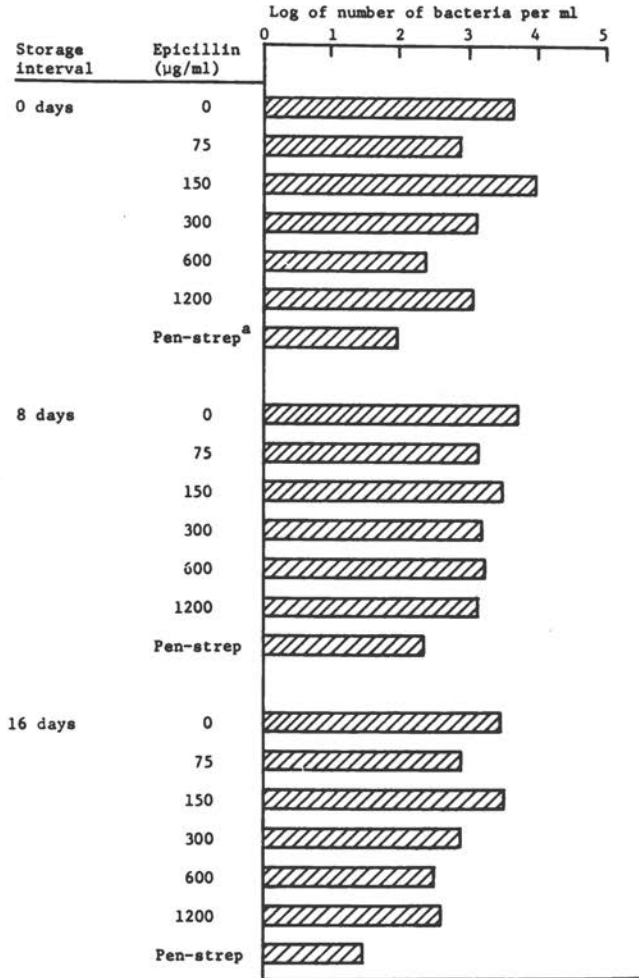 Log of number of bacteria per ml
0 1 2 3 4 5
Storage interval
Epicillin (µg/ml)
0 days
0
75
150
300
600
1200
Pen-strepª
8 days
0
75
150
300
600
1200
Pen-strep
16 days
0
75
150
300
600
1200
Pen-strep